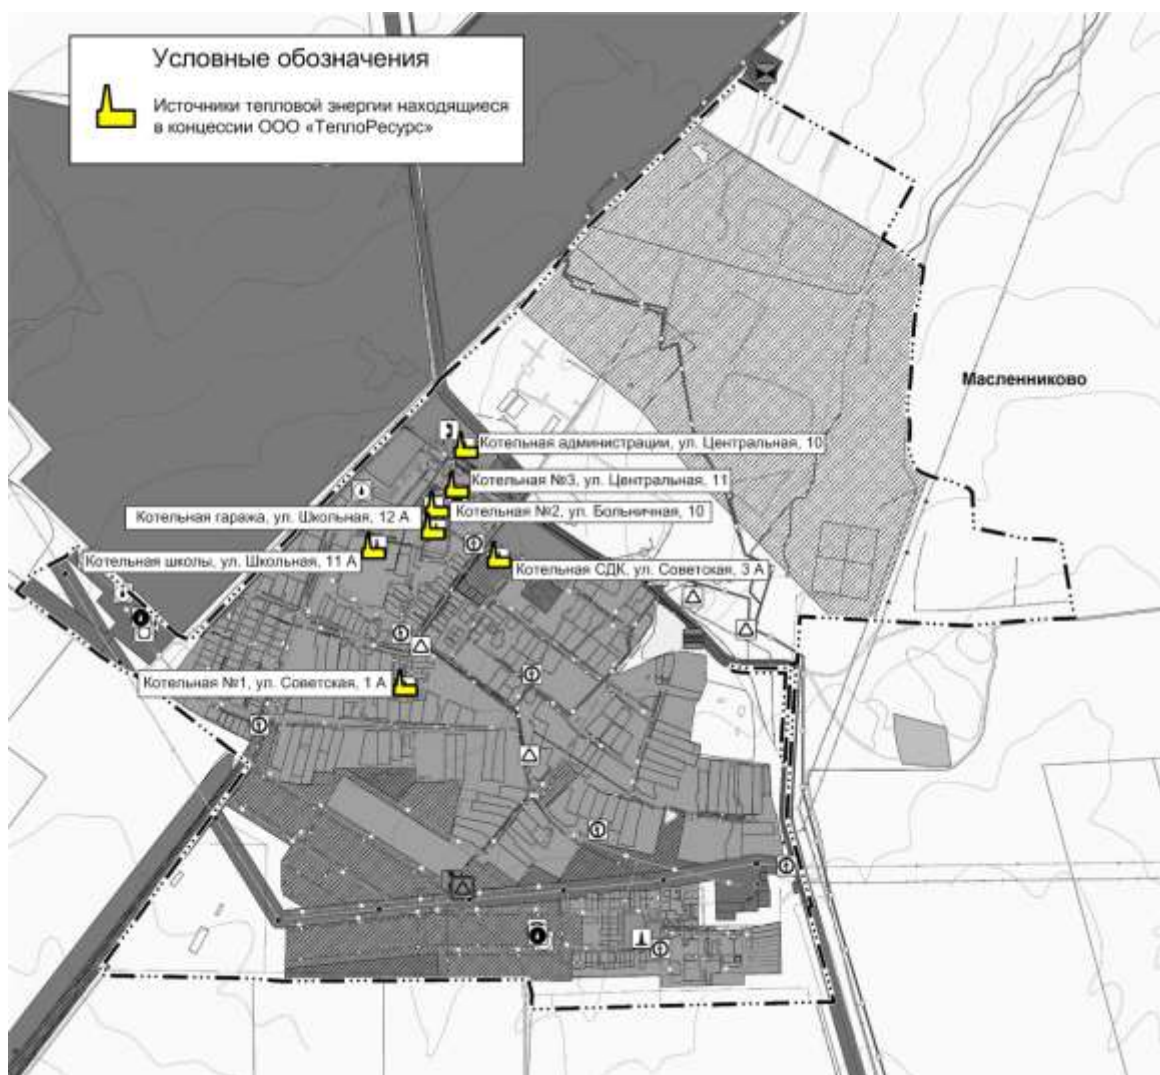 Условные обозначения
Источники тепловой энергии находящиеся
в концессии ООО «ТеплоРесурс»
Масленниково
Котельная администрации, ул. Центральная, 10
Котельная №3, ул. Центральная, 11
Котельная гаража, ул. Школьная, 12 А
Котельная №2, ул. Больничная, 10
Котельная школы, ул. Школьная, 11 А
Котельная СДК, ул. Советская, 3 А
Котельная №1, ул. Советская, 1 А